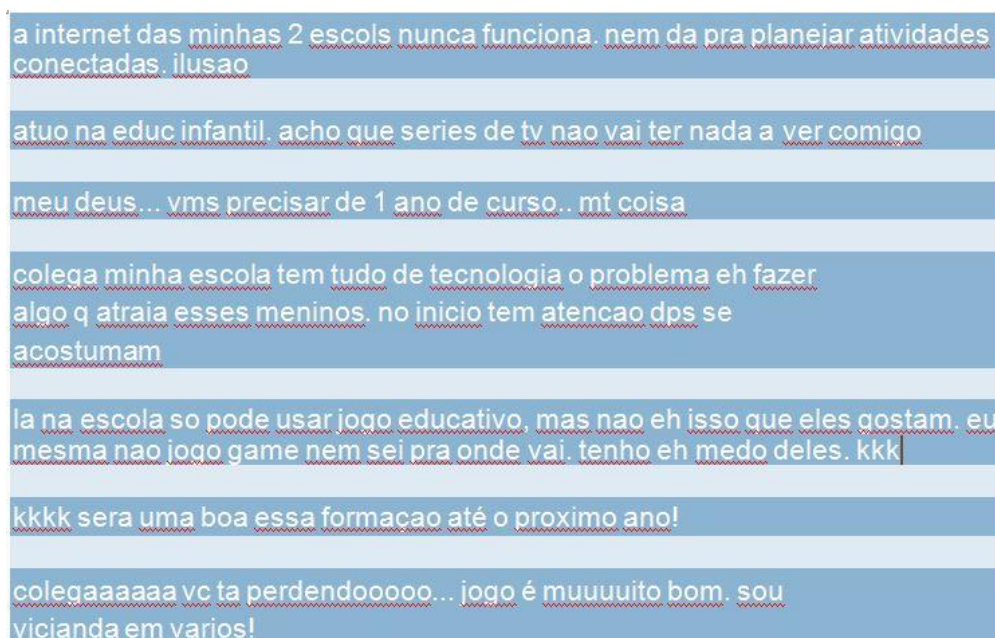 a internet das minhas 2 escols nunca funciona. nem da pra planejar atividades
conectadas. ilusao
atuo na educ infantil. acho que series de tv nao vai ter nada a ver comigo
meu deus... vms precisar de 1 ano de curso.. mt coisa
colega minha escola tem tudo de tecnologia o problema eh fazer
algo q atraia esses meninos. no inicio tem atencao dps se
acostumam
la na escola so pode usar jogo educativo, mas nao eh isso que eles gostam. eu
mesma nao jogo game nem sei pra onde vai. tenho eh medo deles. kkk
kkkk sera uma boa essa formacao até o proximo ano!
colegaaaaaa vc ta perdendooooo... jogo é muuuuito bom. sou
vicianda em varios!